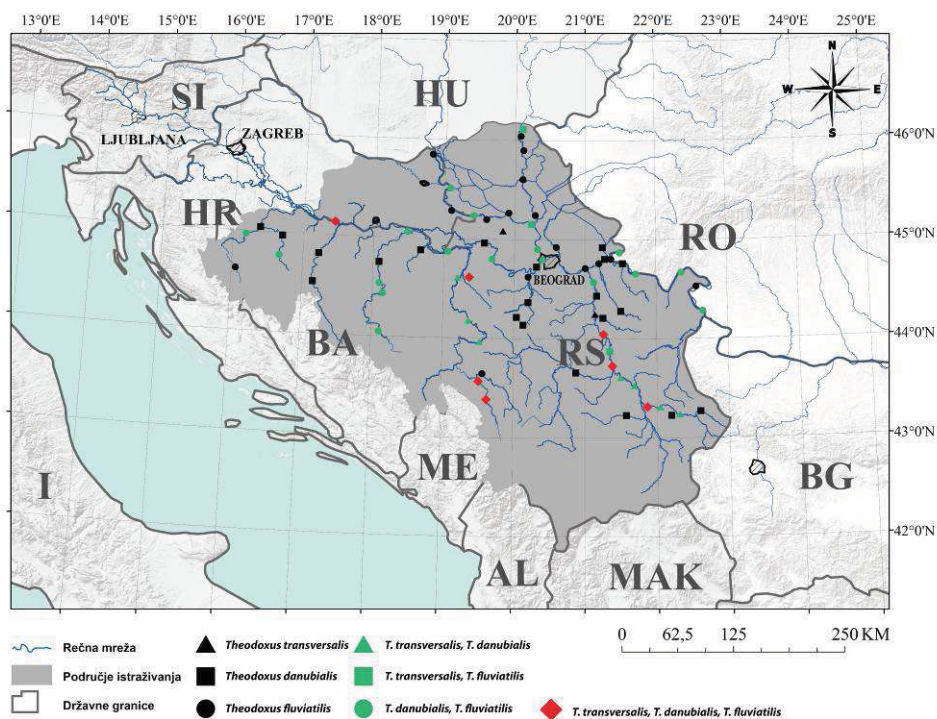 13°0'E 14°0'E 15°0'E 16°0'E 17°0'E 18°0'E 19°0'E 20°0'E 21°0'E 22°0'E 23°0'E 24°0'E 25°0'E
N
W E
S
SI
HU
LJUBLJANA
ZAGREB
46°0'N
HR
RO
45°0'N
BEOGRAD
BA
RS
44°0'N
43°0'N
ME
I
BG
42°0'N
AL
MAK
Rečna mreža
Područje istraživanja
Državne granice
Theodoxus transversalis
Theodoxus danubialis
Theodoxus fluviatilis
T. transversalis, T. danubialis
T. transversalis, T. fluviatilis
T. danubialis, T. fluviatilis
T. transversalis, T. danubialis, T. fluviatilis
0 62,5 125 250 KM